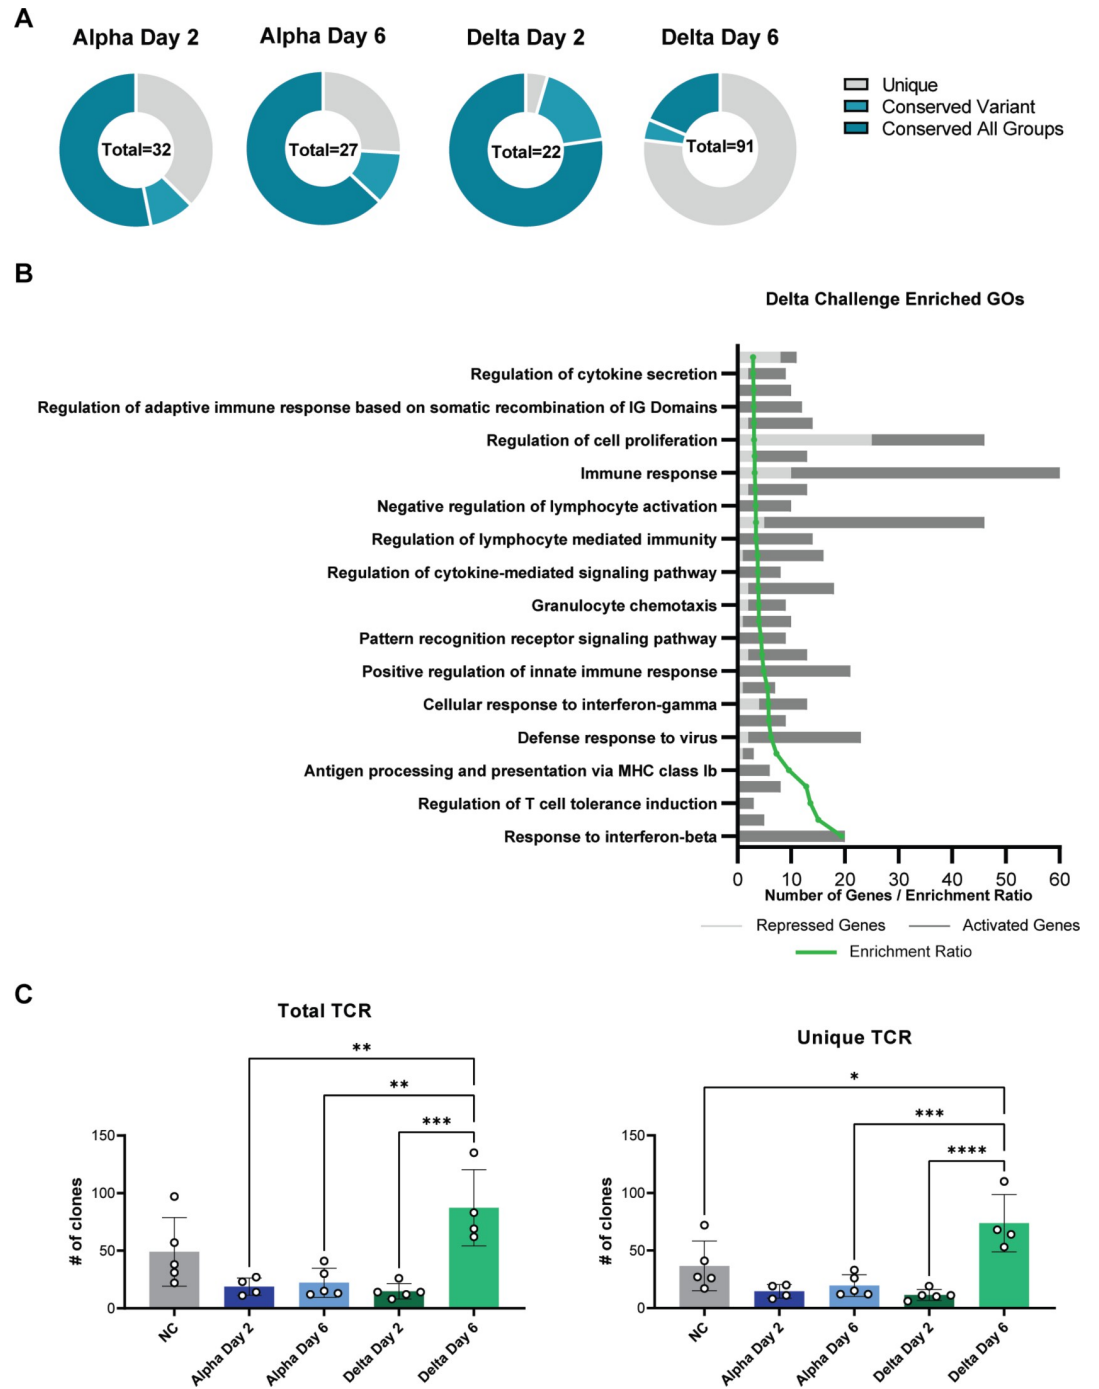 A
Alpha Day 2
Alpha Day 6
Delta Day 2
Delta Day 6
Total=32
Total=27
Total=22
Total=91
Unique
Conserved Variant
Conserved All Groups
B
Delta Challenge Enriched GOs
Regulation of cytokine secretion
Regulation of adaptive immune response based on somatic recombination of IG Domains
Regulation of cell proliferation
Immune response
Negative regulation of lymphocyte activation
Regulation of lymphocyte mediated immunity
Regulation of cytokine-mediated signaling pathway
Granulocyte chemotaxis
Pattern recognition receptor signaling pathway
Positive regulation of innate immune response
Cellular response to interferon-gamma
Defense response to virus
Antigen processing and presentation via MHC class Ib
Regulation of T cell tolerance induction
Response to interferon-beta
0 10 20 30 40 50 60
Number of Genes / Enrichment Ratio
Repressed Genes
Activated Genes
Enrichment Ratio
C
Total TCR
**
**
***
150
100
50
0
# of clones
NC
Alpha Day 2
Alpha Day 6
Delta Day 2
Delta Day 6
Unique TCR
*
***
****
150
100
50
0
# of clones
NC
Alpha Day 2
Alpha Day 6
Delta Day 2
Delta Day 6